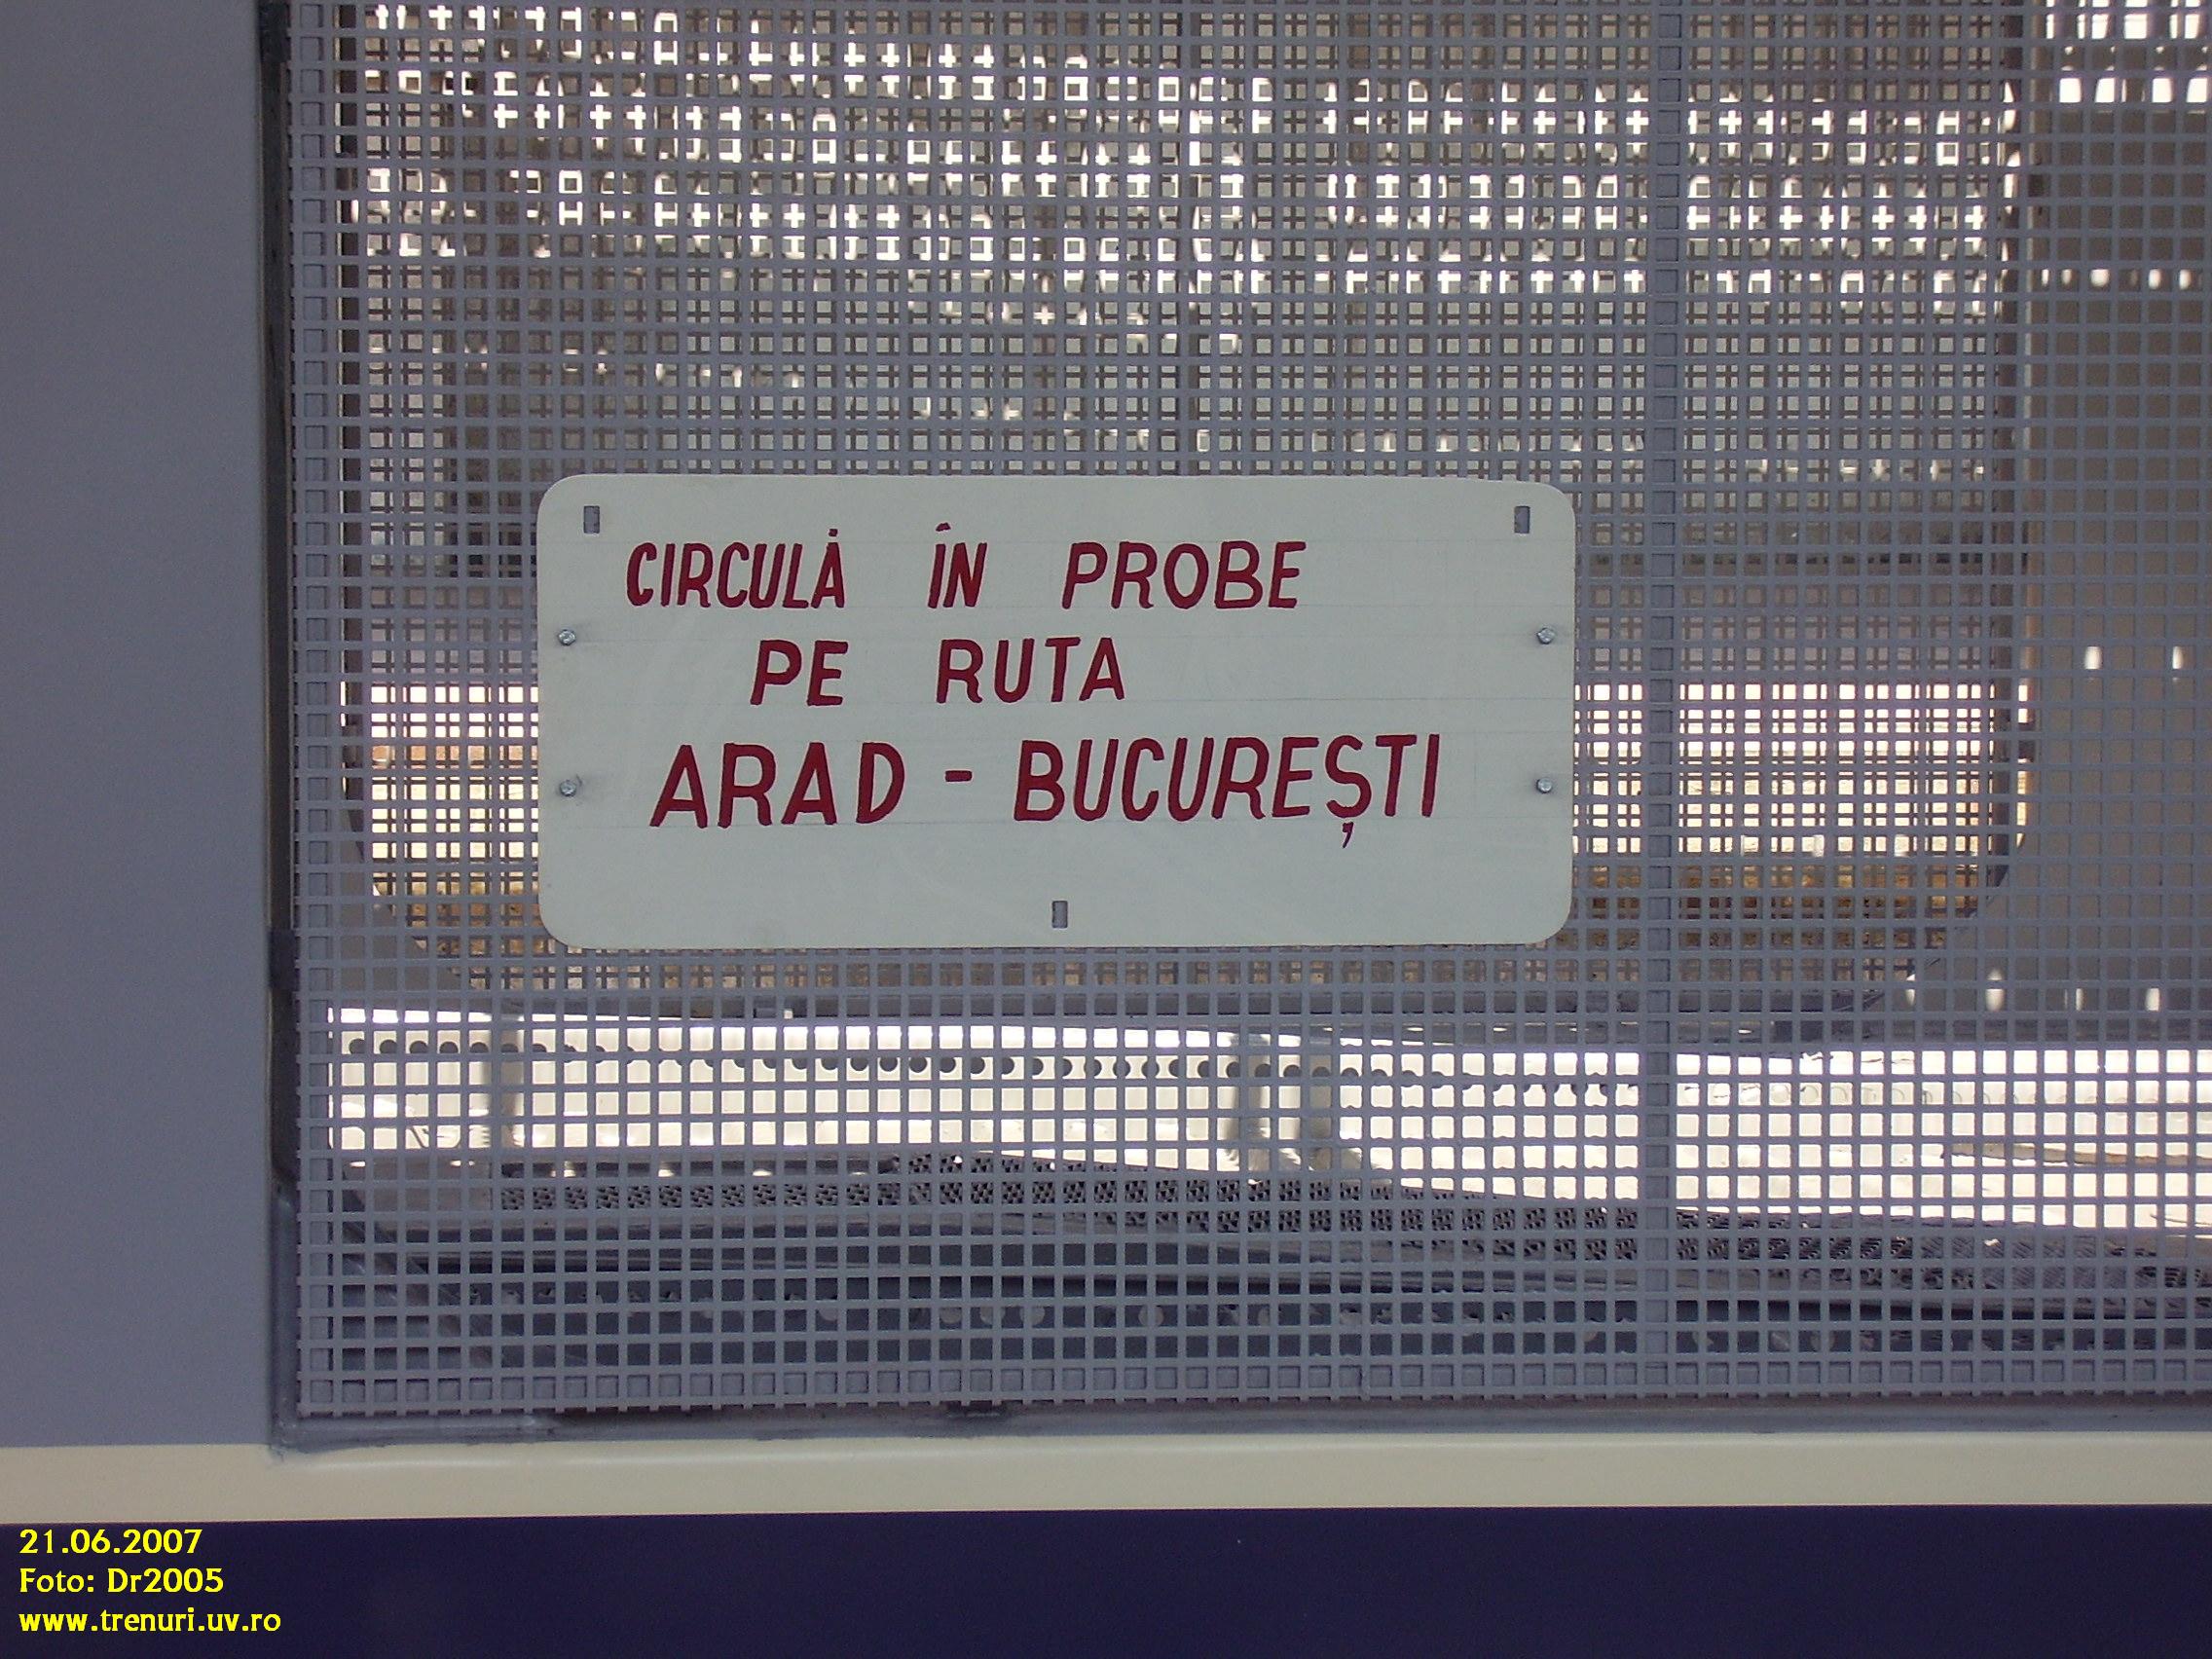 CIRCULĂ ÎN PROBE
PE RUTA
ARAD - BUCUREȘTI
21.06.2007
Foto: Dr2005
www.trenuri.uv.ro